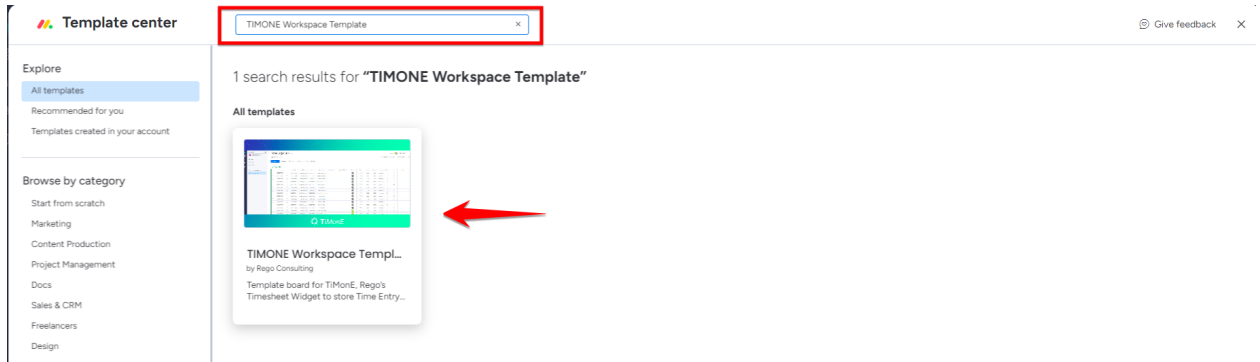 Template center
TIMONE Workspace Template
Give feedback
Explore
All templates
Recommended for you
Templates created in your account
Browse by category
Start from scratch
Marketing
Content Production
Project Management
Docs
Sales & CRM
Freelancers
Design
1 search results for "TIMONE Workspace Template"
All templates
TiMonE
TIMONE Workspace Templ...
by Rego Consulting
Template board for TiMonE, Rego's
Timesheet Widget to store Time Entry...